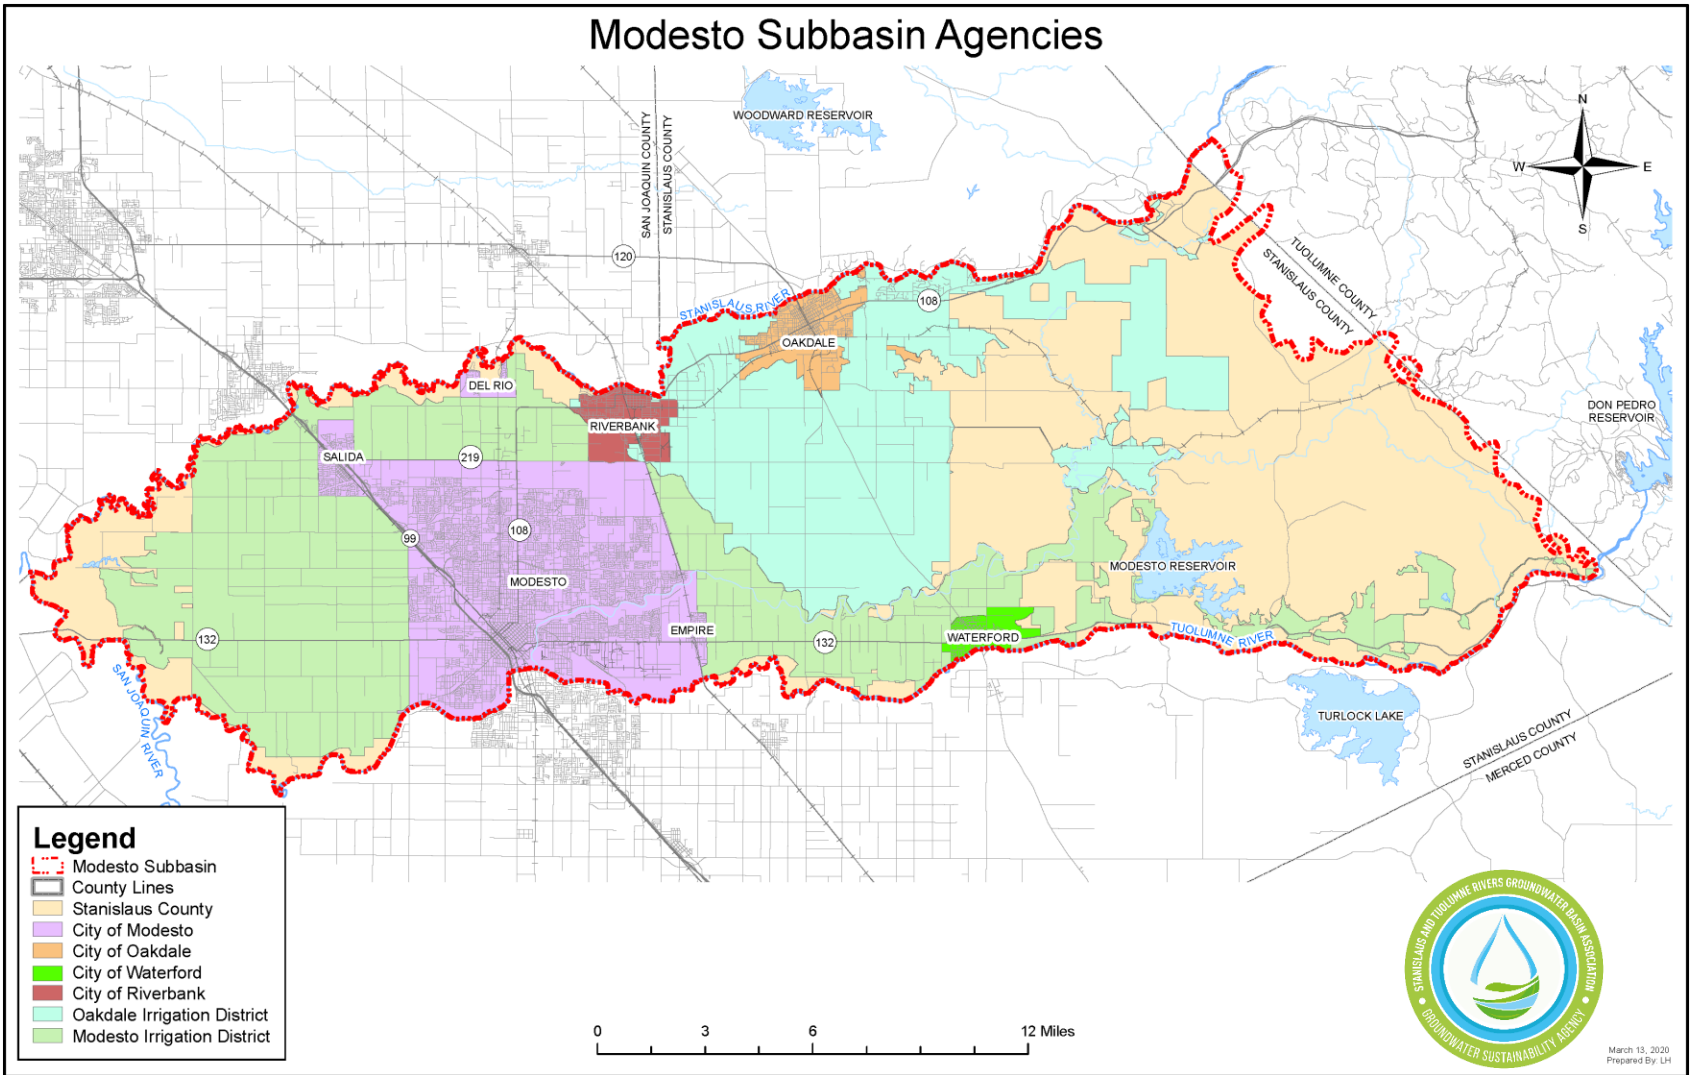 Modesto Subbasin Agencies
WOODWARD RESERVOIR
SAN JOAQUIN COUNTY
STANISLAUS COUNTY
N
W
E
S
120
TUOLUMNE COUNTY
STANISLAUS COUNTY
STANISLAUS RIVER
108
OAKDALE
DEL RIO
RIVERBANK
DON PEDRO
RESERVOIR
SALIDA
219
99
108
MODESTO
MODESTO RESERVOIR
EMPIRE
132
132
WATERFORD
TUOLUMNE RIVER
SAN JOAQUIN RIVER
TURLOCK LAKE
STANISLAUS COUNTY
MERCED COUNTY
Legend
Modesto Subbasin
County Lines
Stanislaus County
City of Modesto
City of Oakdale
City of Waterford
City of Riverbank
Oakdale Irrigation District
Modesto Irrigation District
0 3 6 12 Miles
STANISLAUS AND TUOLUMNE RIVERS GROUNDWATER BASIN ASSOCIATION
GROUNDWATER SUSTAINABILITY AGENCY
March 13, 2020
Prepared By: LH